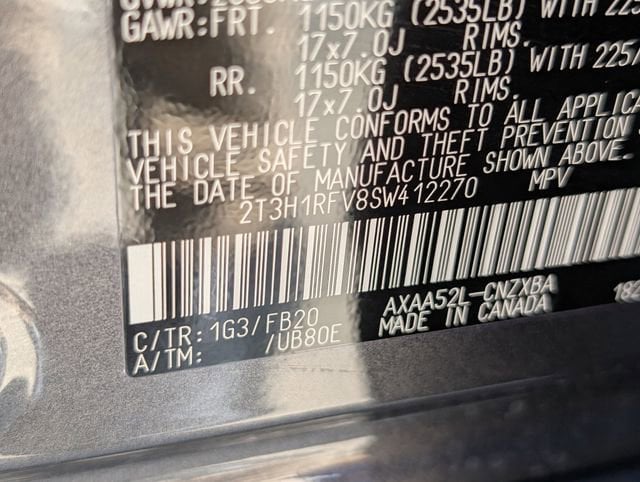 GAWR:FRT. 1150KG (2535LB) WITH
17x7.0J RIMS.
RR. 1150KG (2535LB) WITH
17x7.0J RIMS.
THIS VEHICLE CONFORMS TO ALL
VEHICLE SAFETY AND THEFT PREVENTION
THE DATE OF MANUFACTURE SHOWN ABOVE.
2T3H1RFV8SW412270 MPV
AXAA52L-CNZXBA
C/TR: 1G3/FB20 MADE IN CANADA
A/TM: /UB80E